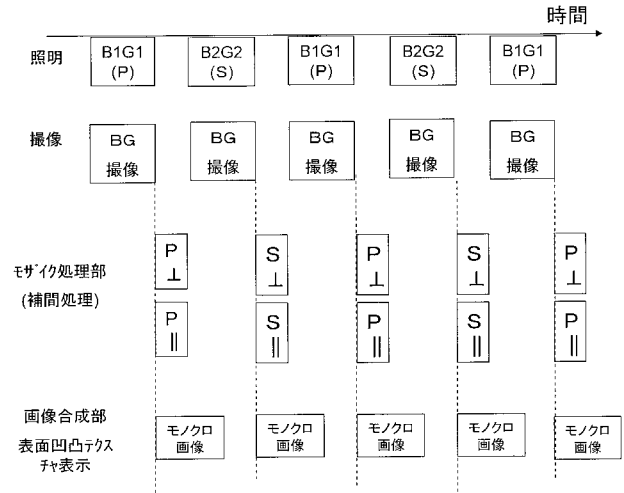 時間
照明
B1G1 (P)
B2G2 (S)
B1G1 (P)
B2G2 (S)
B1G1 (P)
撮像
BG 撮像
BG 撮像
BG 撮像
BG 撮像
BG 撮像
モザイク処理部
(補間処理)
P ⊥
S ⊥
P ⊥
S ⊥
P ⊥
P ∥
S ∥
P ∥
S ∥
P ∥
画像合成部
表面凹凸テクス
チャ表示
モノクロ 画像
モノクロ 画像
モノクロ 画像
モノクロ 画像
モノクロ 画像